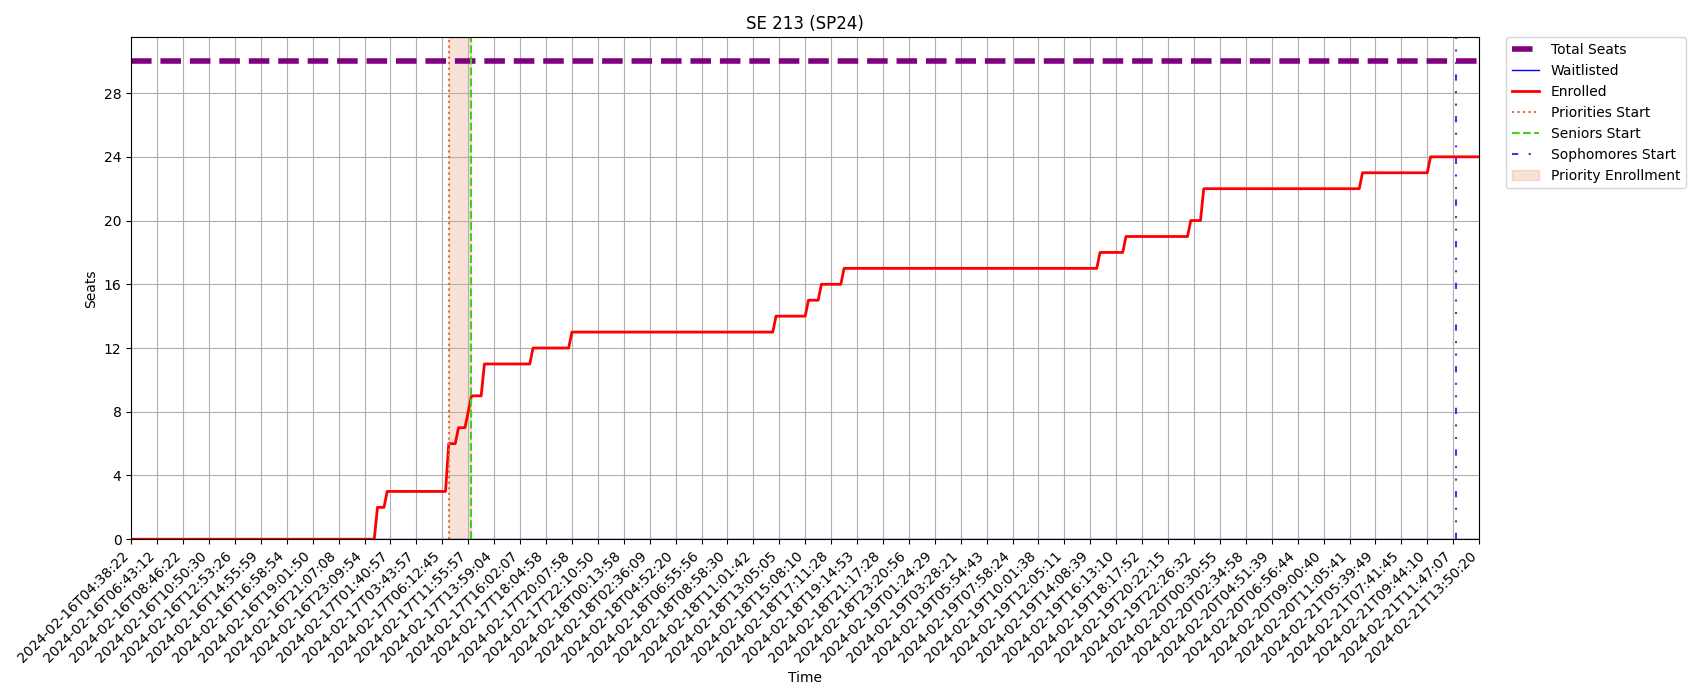 SE 213 (SP24)
Total Seats
Waitlisted
Enrolled
Priorities Start
Seniors Start
Sophomores Start
Priority Enrollment
Seats
28
24
20
16
12
8
4
0
2024-02-16T04:38:22
2024-02-16T06:43:12
2024-02-16T08:46:22
2024-02-16T10:50:30
2024-02-16T12:53:26
2024-02-16T14:55:59
2024-02-16T16:58:54
2024-02-16T19:01:50
2024-02-16T21:07:08
2024-02-16T23:09:54
2024-02-17T01:40:57
2024-02-17T03:43:57
2024-02-17T06:12:45
2024-02-17T11:55:57
2024-02-17T13:59:04
2024-02-17T16:02:07
2024-02-17T18:04:58
2024-02-17T20:07:58
2024-02-17T22:10:50
2024-02-18T00:13:58
2024-02-18T02:36:09
2024-02-18T04:52:20
2024-02-18T06:55:56
2024-02-18T08:58:30
2024-02-18T11:01:42
2024-02-18T13:05:05
2024-02-18T15:08:10
2024-02-18T17:11:28
2024-02-18T19:14:53
2024-02-18T21:17:28
2024-02-18T23:20:56
2024-02-19T01:24:29
2024-02-19T03:28:21
2024-02-19T05:54:43
2024-02-19T07:58:24
2024-02-19T10:01:38
2024-02-19T12:05:11
2024-02-19T14:08:39
2024-02-19T16:13:10
2024-02-19T18:17:52
2024-02-19T20:22:15
2024-02-19T22:26:32
2024-02-20T00:30:55
2024-02-20T02:34:58
2024-02-20T04:51:39
2024-02-20T06:56:44
2024-02-20T09:00:40
2024-02-20T11:05:41
2024-02-21T05:39:49
2024-02-21T07:41:45
2024-02-21T09:44:10
2024-02-21T11:47:07
2024-02-21T13:50:20
Time